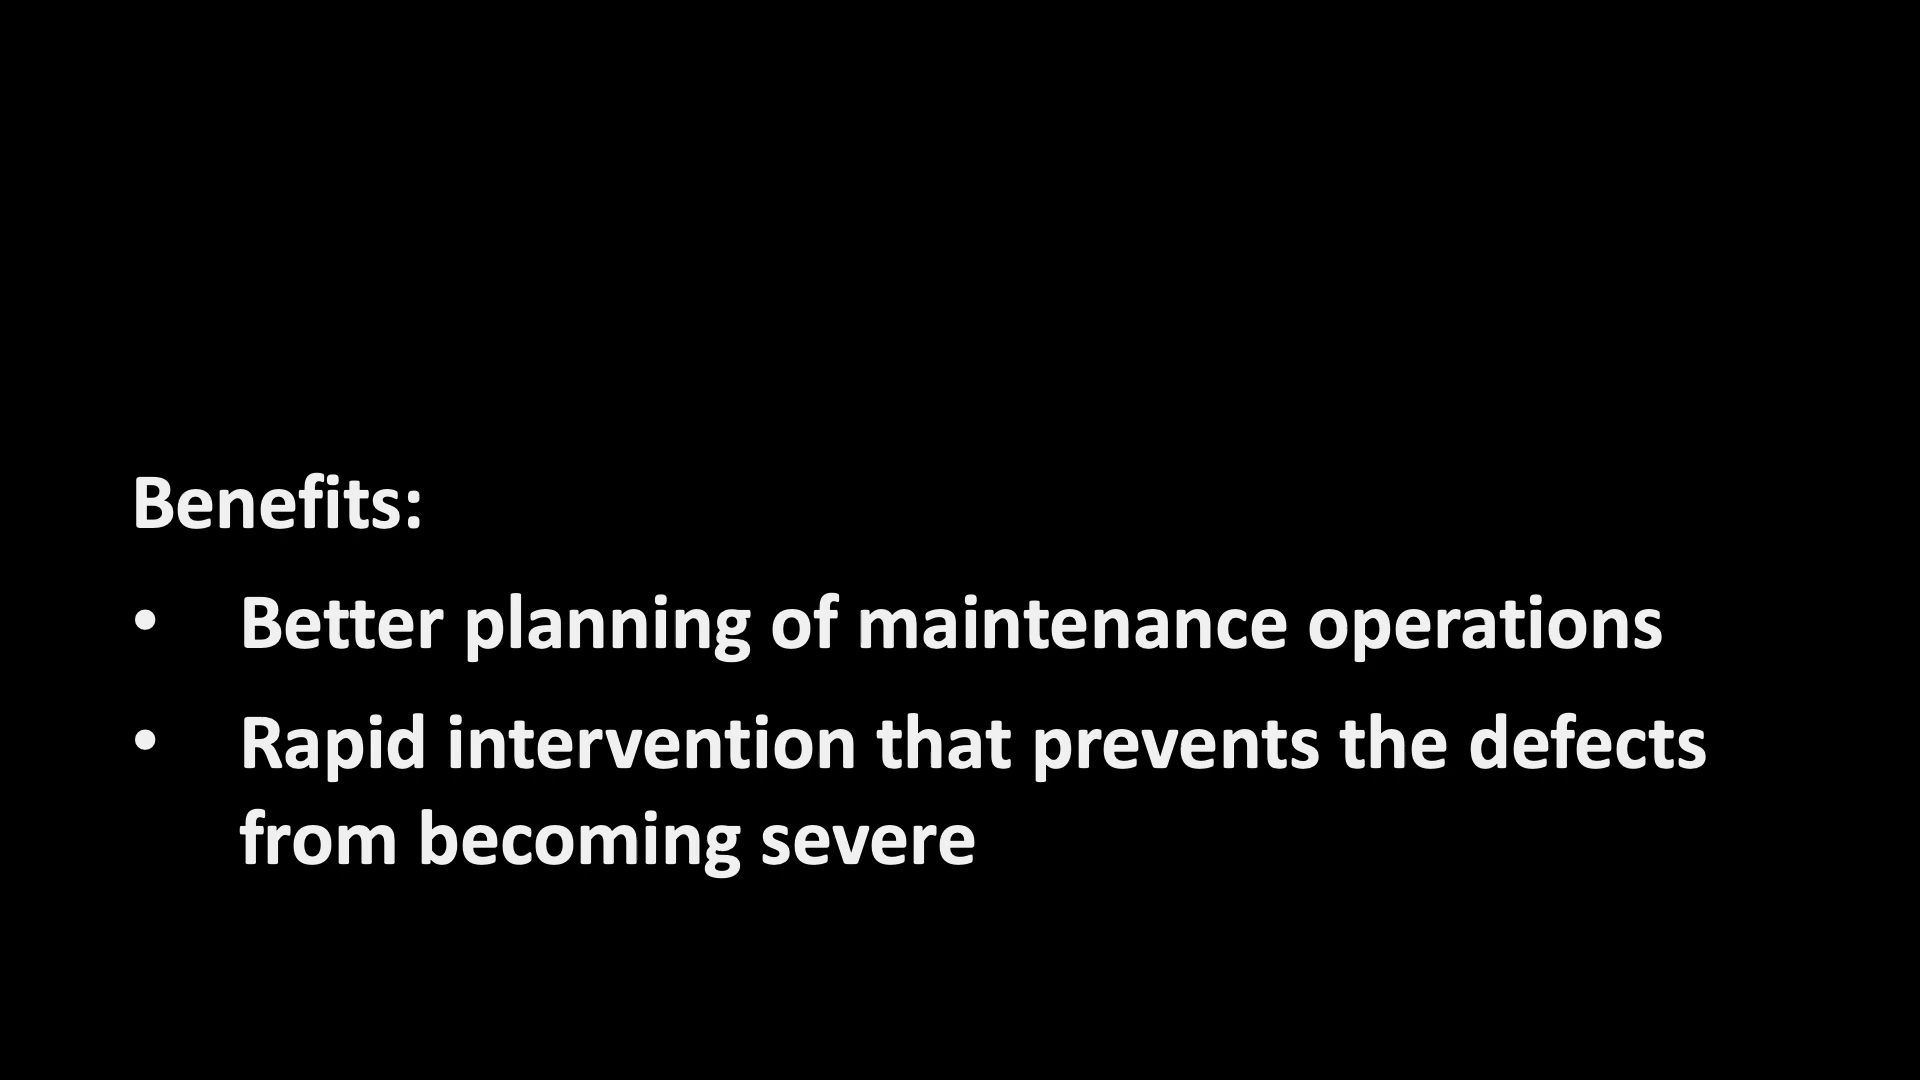 Benefits:
• Better planning of maintenance operations
• Rapid intervention that prevents the defects
from becoming severe